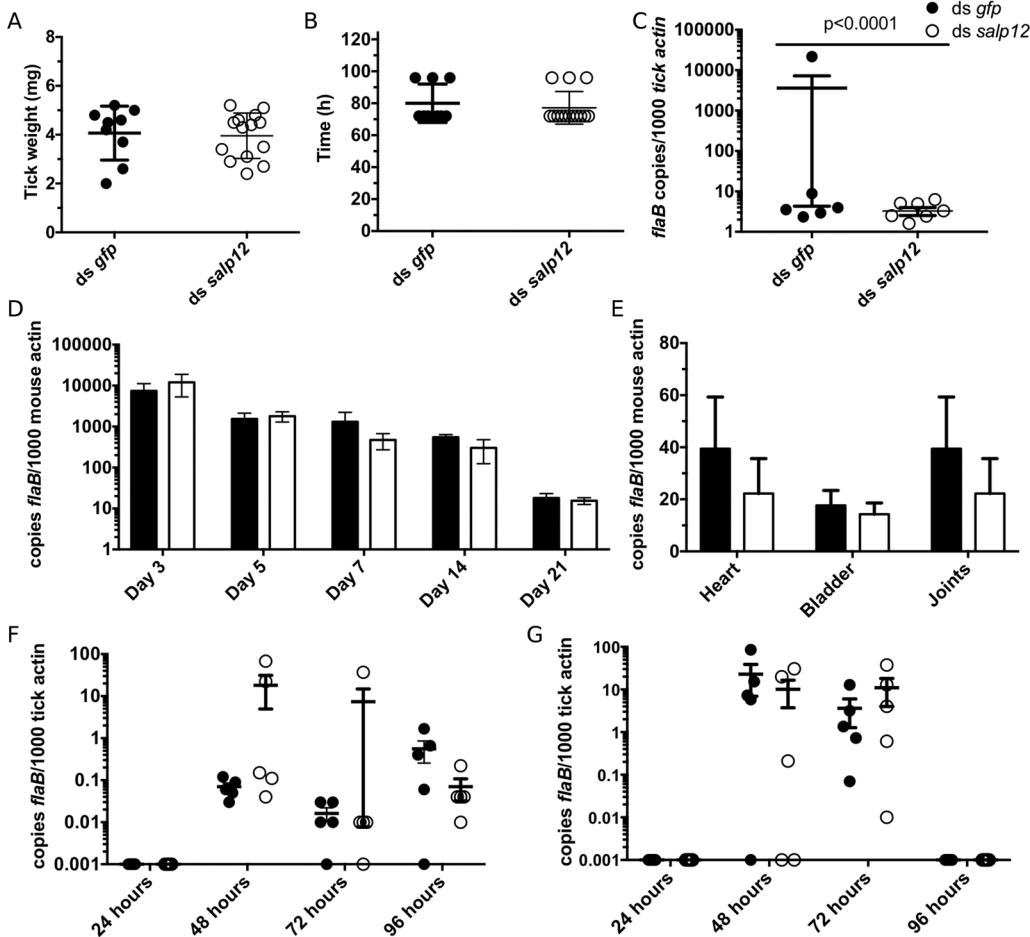 A
Tick weight (mg)
8
6
4
2
0
ds gfp
ds salp12
B
Time (h)
120
100
80
60
40
20
0
ds gfp
ds salp12
C
flaB copies/1000 tick actin
100000
10000
1000
100
10
1
p<0.0001
ds gfp
ds salp12
ds gfp
ds salp12
D
copies flaB/1000 mouse actin
100000
10000
1000
100
10
1
Day 3
Day 5
Day 7
Day 14
Day 21
E
copies flaB/1000 mouse actin
80
60
40
20
0
Heart
Bladder
Joints
F
copies flaB/1000 tick actin
100
10
1
0.1
0.01
0.001
24 hours
48 hours
72 hours
96 hours
G
copies flaB/1000 tick actin
100
10
1
0.1
0.01
0.001
24 hours
48 hours
72 hours
96 hours